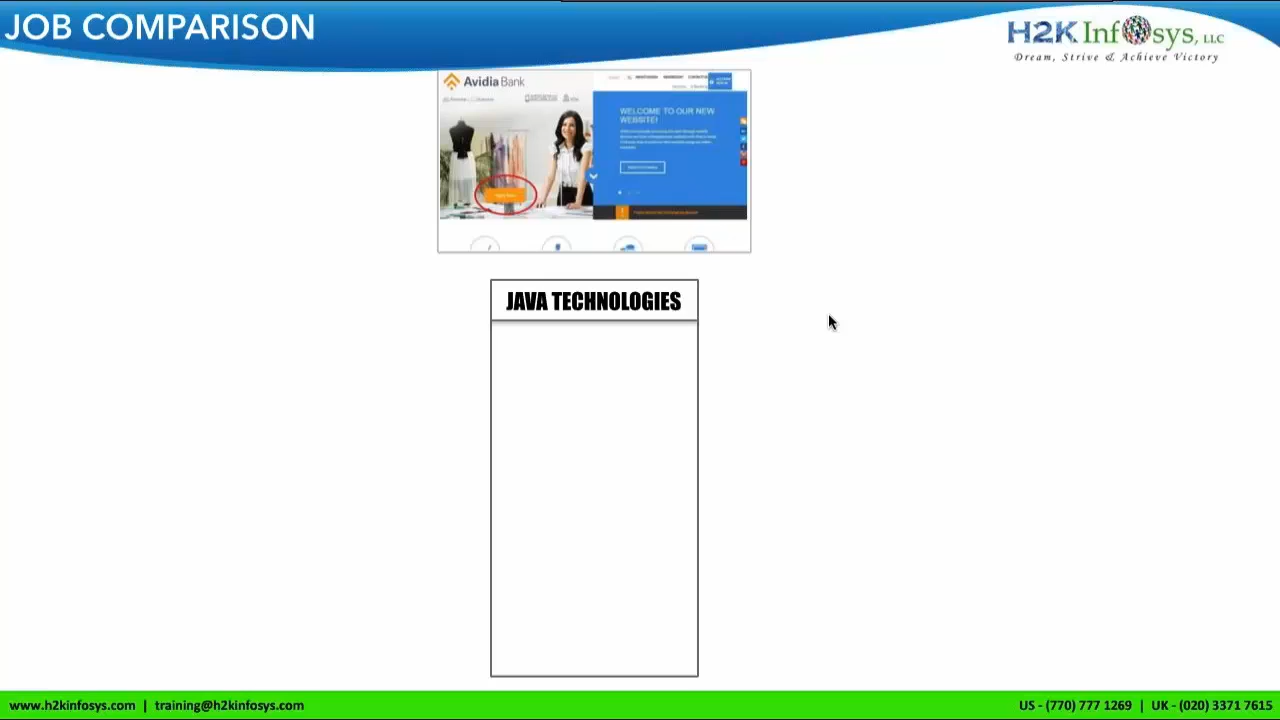 JOB COMPARISON
H2K Infosys, LLC
Dream, Strive & Achieve Victory
Avidia Bank
WELCOME TO OUR NEW
WEBSITE!
JAVA TECHNOLOGIES
www.h2kinfosys.com | training@h2kinfosys.com
US - (770) 777 1269 | UK - (020) 3371 7615